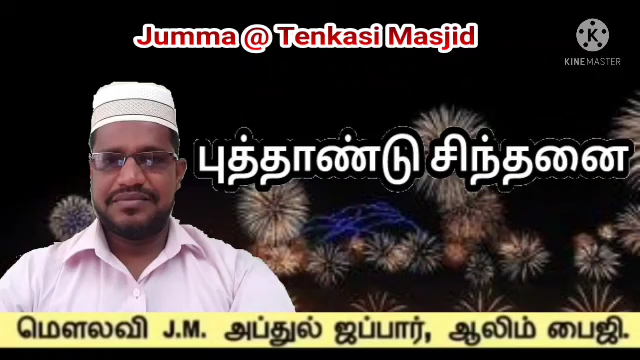 Jumma @ Tenkasi Masjid
K
KINEMASTER
புத்தாண்டு சிந்தனை
மௌலவி J.M. அப்துல் ஜப்பார், ஆலிம் பைஜி.